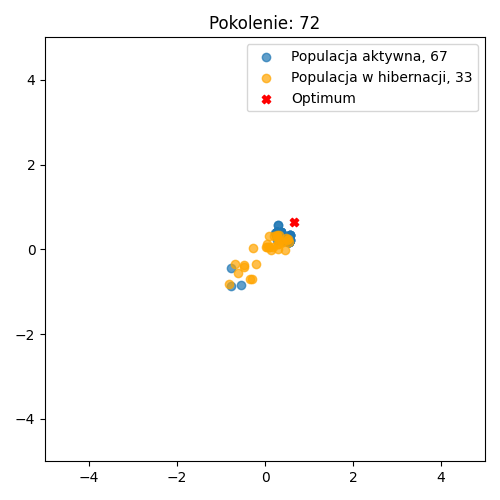 Pokolenie: 72
Populacja aktywna, 67
Populacja w hibernacji, 33
Optimum
4
2
0
−2
−4
−4
−2
0
2
4